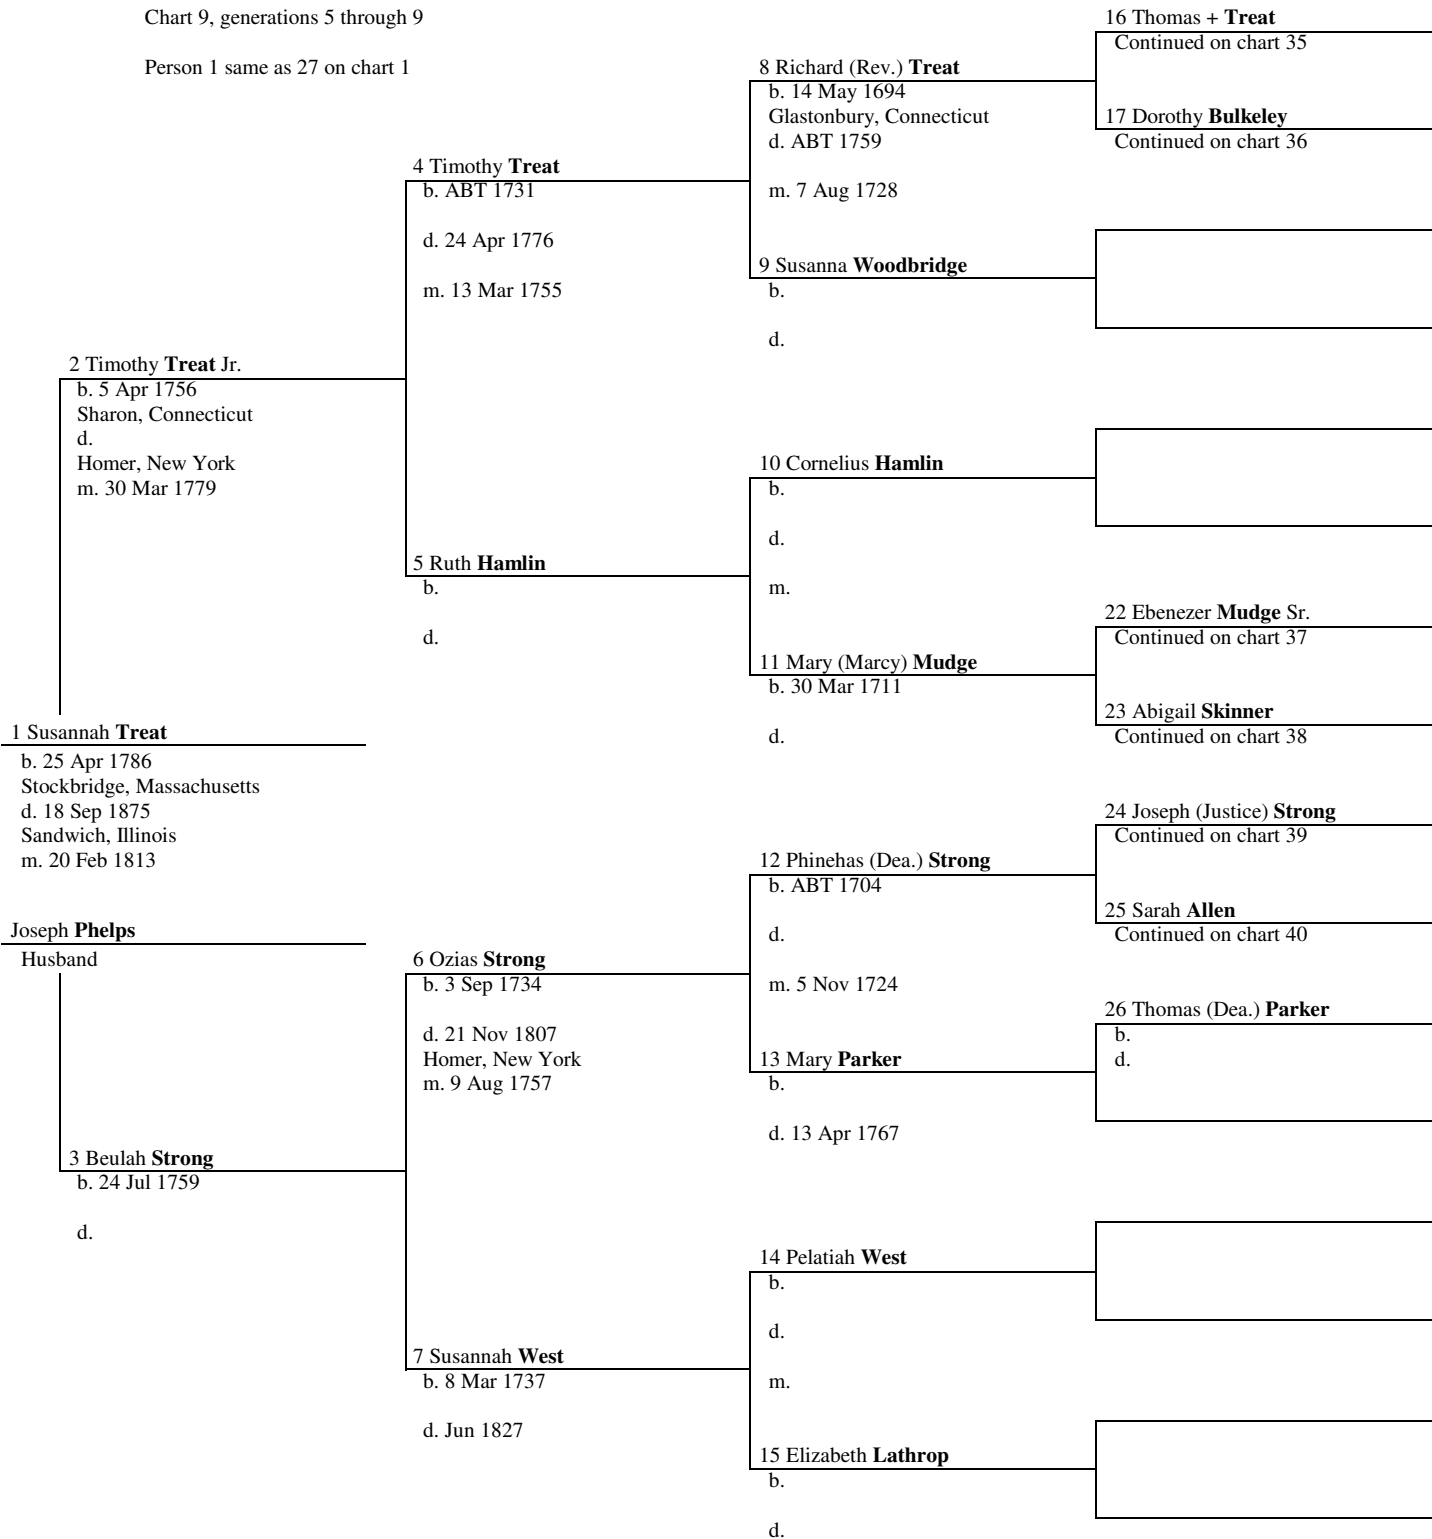 Chart 9, generations 5 through 9
Person 1 same as 27 on chart 1
1 Susannah Treat
b. 25 Apr 1786
Stockbridge, Massachusetts
d. 18 Sep 1875
Sandwich, Illinois
m. 20 Feb 1813
Joseph Phelps
Husband
2 Timothy Treat Jr.
b. 5 Apr 1756
Sharon, Connecticut
d.
Homer, New York
m. 30 Mar 1779
3 Beulah Strong
b. 24 Jul 1759
d.
4 Timothy Treat
b. ABT 1731
d. 24 Apr 1776
m. 13 Mar 1755
5 Ruth Hamlin
b.
d.
6 Ozias Strong
b. 3 Sep 1734
d. 21 Nov 1807
Homer, New York
m. 9 Aug 1757
7 Susannah West
b. 8 Mar 1737
d. Jun 1827
8 Richard (Rev.) Treat
b. 14 May 1694
Glastonbury, Connecticut
d. ABT 1759
m. 7 Aug 1728
9 Susanna Woodbridge
b.
d.
10 Cornelius Hamlin
b.
d.
m.
11 Mary (Marcy) Mudge
b. 30 Mar 1711
d.
12 Phinehas (Dea.) Strong
b. ABT 1704
d.
m. 5 Nov 1724
13 Mary Parker
b.
d. 13 Apr 1767
14 Pelatiah West
b.
d.
m.
15 Elizabeth Lathrop
b.
d.
16 Thomas + Treat
Continued on chart 35
17 Dorothy Bulkeley
Continued on chart 36
22 Ebenezer Mudge Sr.
Continued on chart 37
23 Abigail Skinner
Continued on chart 38
24 Joseph (Justice) Strong
Continued on chart 39
25 Sarah Allen
Continued on chart 40
26 Thomas (Dea.) Parker
b.
d.